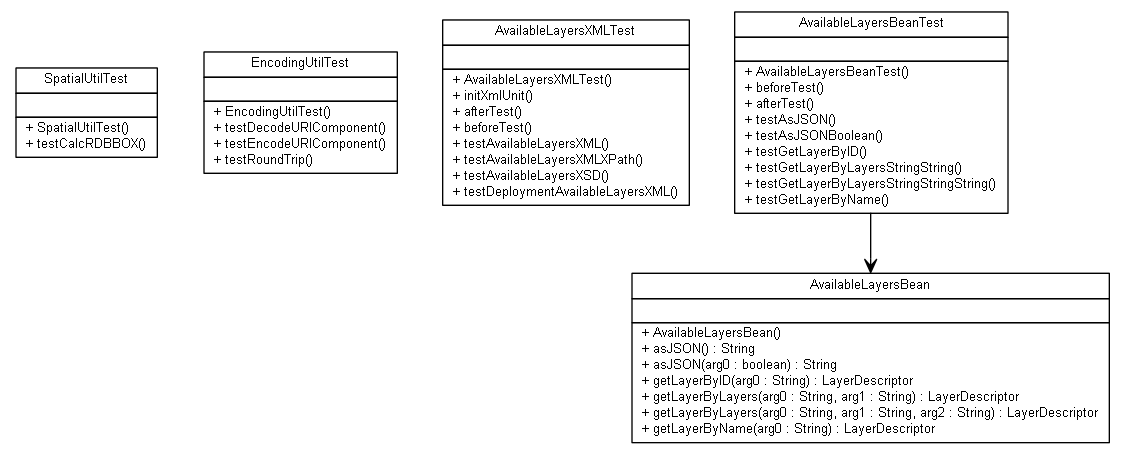 SpatialUtilTest
+ SpatialUtilTest()
+ testCalcRDBBOX()
EncodingUtilTest
+ EncodingUtilTest()
+ testDecodeURIComponent()
+ testEncodeURIComponent()
+ testRoundTrip()
AvailableLayersXMLTest
+ AvailableLayersXMLTest()
+ initXmlUnit()
+ afterTest()
+ beforeTest()
+ testAvailableLayersXML()
+ testAvailableLayersXMLXPath()
+ testAvailableLayersXSD()
+ testDeploymentAvailableLayersXML()
AvailableLayersBeanTest
+ AvailableLayersBeanTest()
+ beforeTest()
+ afterTest()
+ testAsJSON()
+ testAsJSONBoolean()
+ testGetLayerByID()
+ testGetLayerByLayersStringString()
+ testGetLayerByLayersStringStringString()
+ testGetLayerByName()
AvailableLayersBean
+ AvailableLayersBean()
+ asJSON() : String
+ asJSON(arg0 : boolean) : String
+ getLayerByID(arg0 : String) : LayerDescriptor
+ getLayerByLayers(arg0 : String, arg1 : String) : LayerDescriptor
+ getLayerByLayers(arg0 : String, arg1 : String, arg2 : String) : LayerDescriptor
+ getLayerByName(arg0 : String) : LayerDescriptor